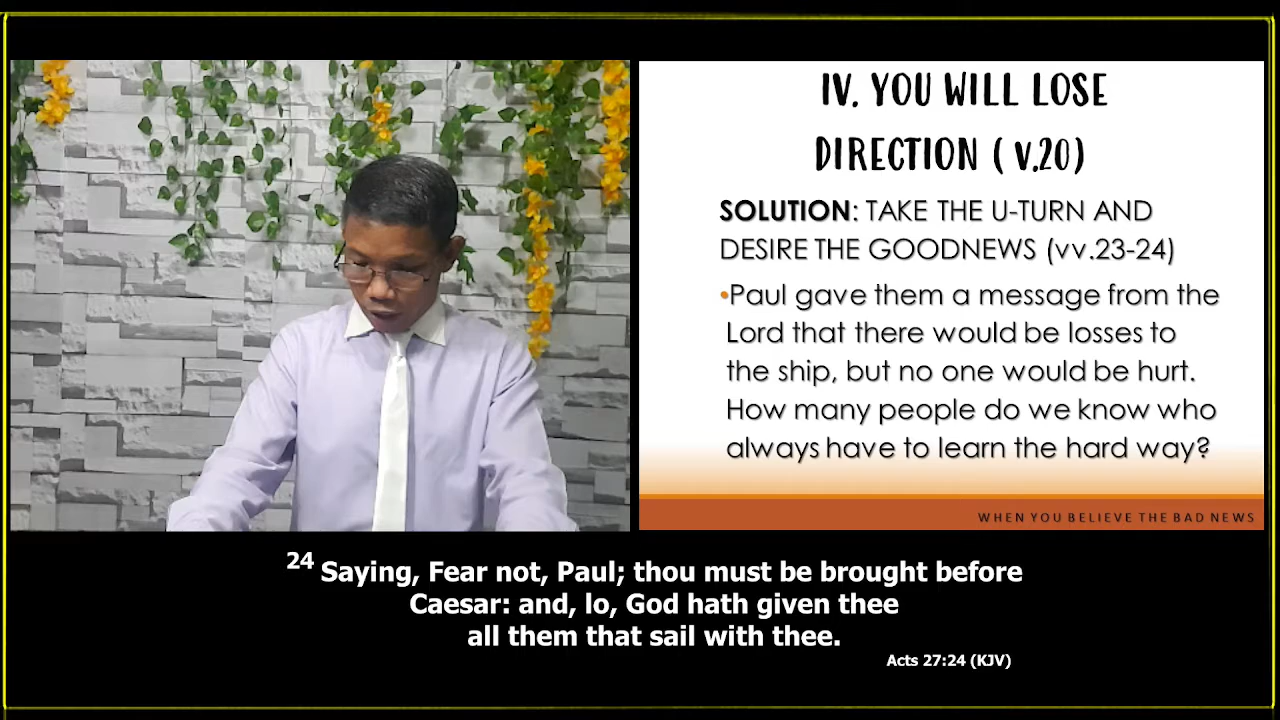 IV. YOU WILL LOSE
DIRECTION ( V.20)
SOLUTION: TAKE THE U-TURN AND
DESIRE THE GOODNEWS (vv.23-24)
•Paul gave them a message from the
Lord that there would be losses to
the ship, but no one would be hurt.
How many people do we know who
always have to learn the hard way?
WHEN YOU BELIEVE THE BAD NEWS
24 Saying, Fear not, Paul; thou must be brought before
Caesar: and, lo, God hath given thee
all them that sail with thee.
Acts 27:24 (KJV)